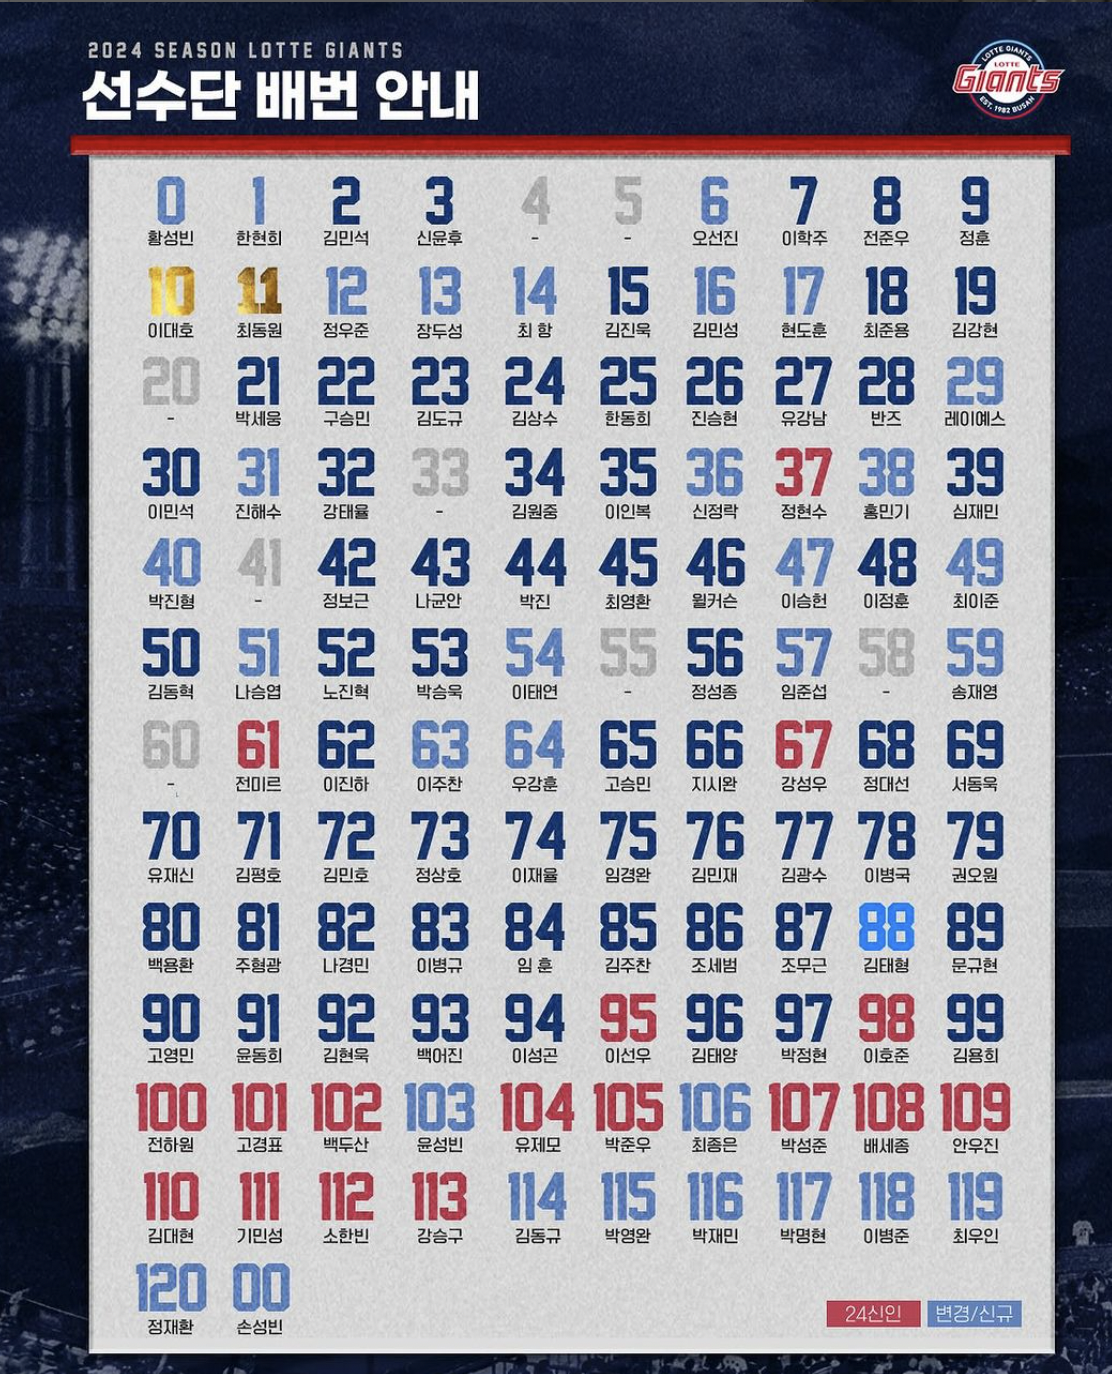 2024 SEASON LOTTE GIANTS
선수단 배번 안내
LOTTE GIANTS
LOTTE
Giants
EST. 1982 BUSAN
0 1 2 3 4 5 6 7 8 9
황성빈 한현희 김민석 신윤후 - - 오선진 이학주 전준우 정훈
10 11 12 13 14 15 16 17 18 19
이대호 최동원 정우준 장두성 최 항 김진욱 김민성 현도훈 최준용 김강현
20 21 22 23 24 25 26 27 28 29
- 박세웅 구승민 김도규 김상수 한동희 진승현 유강남 반즈 레이예스
30 31 32 33 34 35 36 37 38 39
이민석 진해수 강태율 - 김원중 이인복 신정락 정현수 홍민기 심재민
40 41 42 43 44 45 46 47 48 49
박진형 - 정보근 나균안 박진 최영환 윌커슨 이승헌 이정훈 최이준
50 51 52 53 54 55 56 57 58 59
김동혁 나승엽 노진혁 박승욱 이태연 - 정성종 임준섭 - 송재영
60 61 62 63 64 65 66 67 68 69
- 전미르 이진하 이주찬 우강훈 고승민 지시완 강성우 정대선 서동욱
70 71 72 73 74 75 76 77 78 79
유재신 김평호 김민호 정상호 이재율 임경완 김민재 김광수 이병국 권오원
80 81 82 83 84 85 86 87 88 89
백용환 주형광 나경민 이병규 임 훈 김주찬 조세범 조무근 김태형 문규현
90 91 92 93 94 95 96 97 98 99
고영민 윤동희 김현욱 백어진 이성곤 이선우 김태양 박정현 이호준 김용희
100 101 102 103 104 105 106 107 108 109
전하원 고경표 백두산 윤성빈 유제모 박준우 최종은 박성준 배세종 안우진
110 111 112 113 114 115 116 117 118 119
김대현 기민성 소한빈 강승구 김동규 박영완 박재민 박명현 이병준 최우인
120 00
정재환 손성빈
24신인 변경/신규